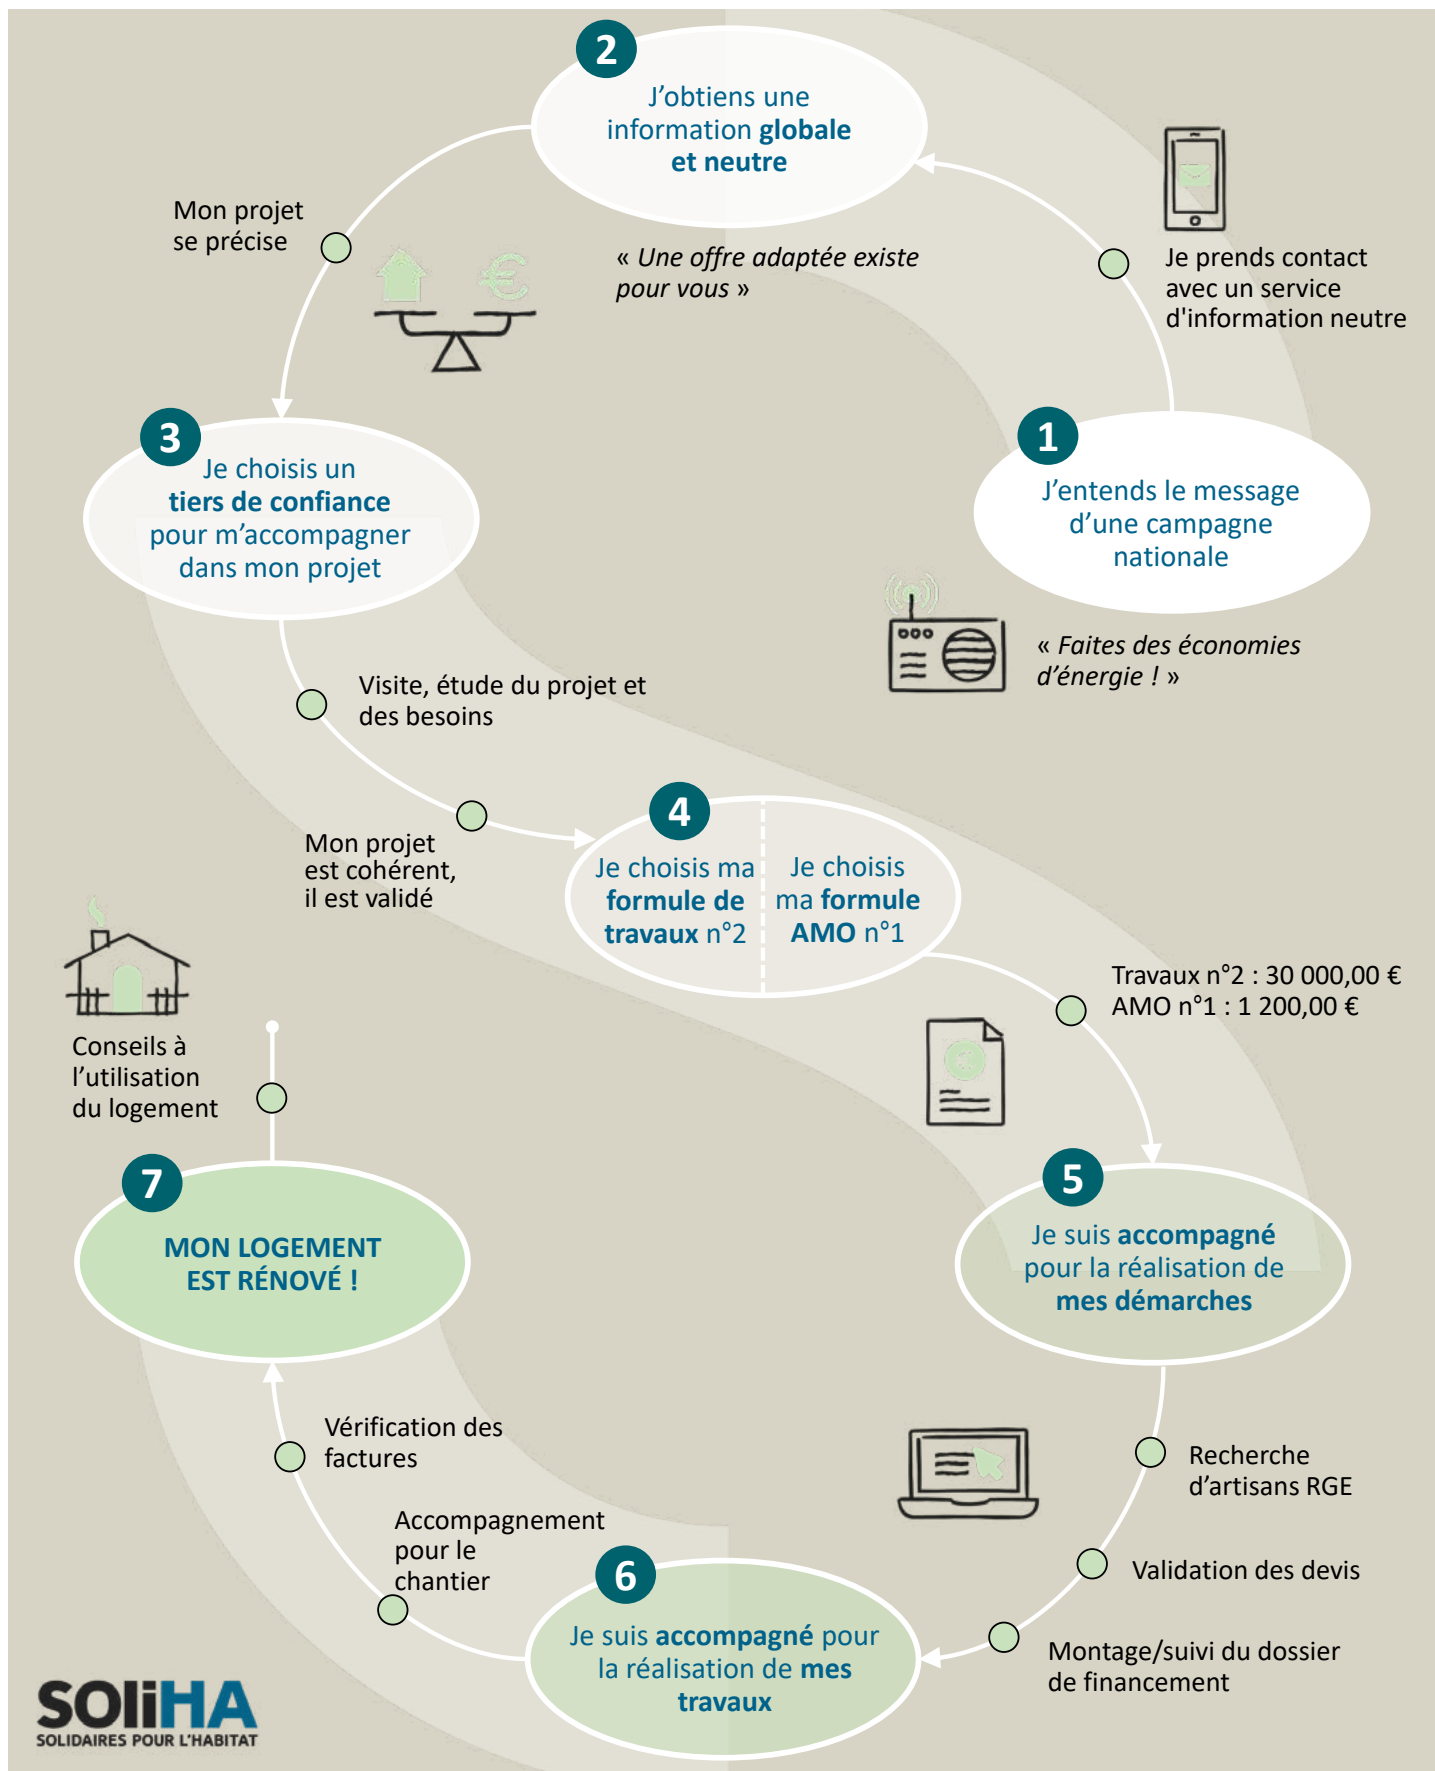 1
J’entends le message
d’une campagne
nationale
« Faites des économies
d’énergie ! »
Je prends contact
avec un service
d'information neutre
2
J’obtiens une
information globale
et neutre
« Une offre adaptée existe
pour vous »
Mon projet
se précise
€
3
Je choisis un
tiers de confiance
pour m’accompagner
dans mon projet
Visite, étude du projet et
des besoins
Mon projet
est cohérent,
il est validé
4
Je choisis ma
formule de
travaux n°2
Je choisis
ma formule
AMO n°1
Travaux n°2 : 30 000,00 €
AMO n°1 : 1 200,00 €
5
Je suis accompagné
pour la réalisation de
mes démarches
Recherche
d’artisans RGE
Validation des devis
Montage/suivi du dossier
de financement
6
Je suis accompagné pour
la réalisation de mes
travaux
Accompagnement
pour le
chantier
Vérification des
factures
7
MON LOGEMENT
EST RÉNOVÉ !
Conseils à
l’utilisation
du logement
SOliHA
SOLIDAIRES POUR L'HABITAT